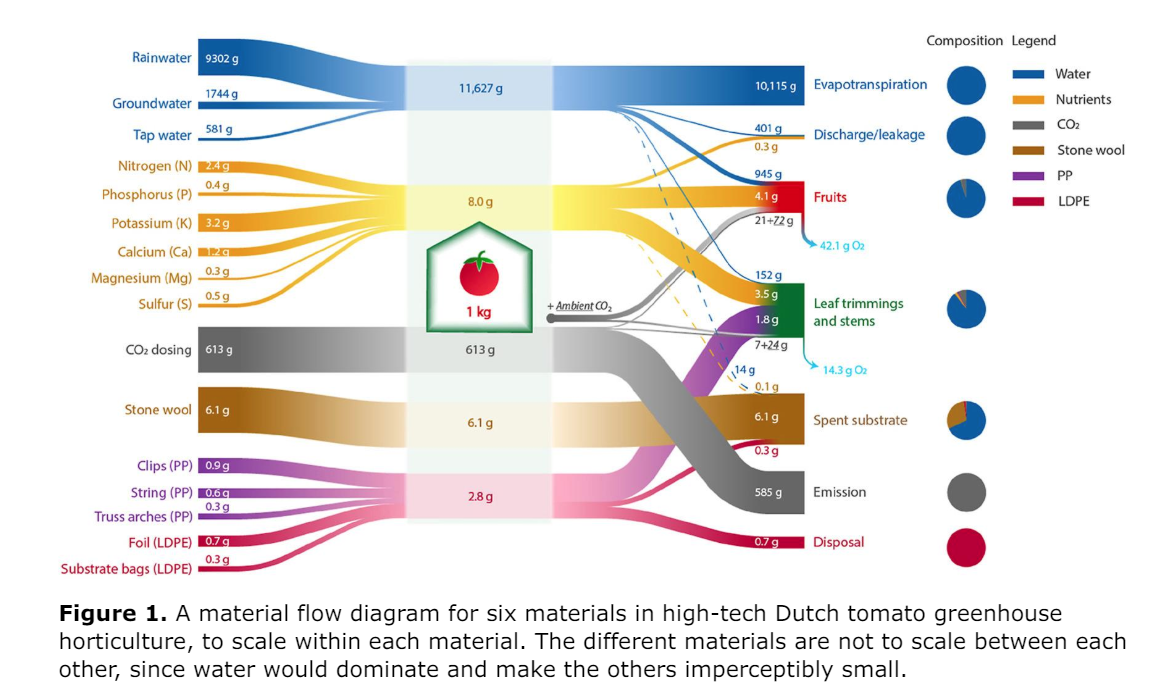 Composition Legend
Rainwater
9302 g
Groundwater
1744 g
Tap water
581 g
Nitrogen (N)
2.4 g
Phosphorus (P)
0.4 g
Potassium (K)
3.2 g
Calcium (Ca)
1.2 g
Magnesium (Mg)
0.3 g
Sulfur (S)
0.5 g
CO₂ dosing
613 g
Stone wool
6.1 g
Clips (PP)
0.9 g
String (PP)
0.6 g
Truss arches (PP)
0.3 g
Foil (LDPE)
0.7 g
Substrate bags (LDPE)
0.3 g
11,627 g
8.0 g
1 kg
613 g
6.1 g
2.8 g
+ Ambient CO₂
10,115 g
Evapotranspiration
401 g
0.3 g
Discharge/leakage
945 g
4.1 g
21+72 g
Fruits
42.1 g O₂
152 g
3.5 g
1.8 g
7+24 g
Leaf trimmings
and stems
14.3 g O₂
14 g
0.1 g
6.1 g
0.3 g
Spent substrate
585 g
Emission
0.7 g
Disposal
Water
Nutrients
CO₂
Stone wool
PP
LDPE
Figure 1. A material flow diagram for six materials in high-tech Dutch tomato greenhouse
horticulture, to scale within each material. The different materials are not to scale between each
other, since water would dominate and make the others imperceptibly small.